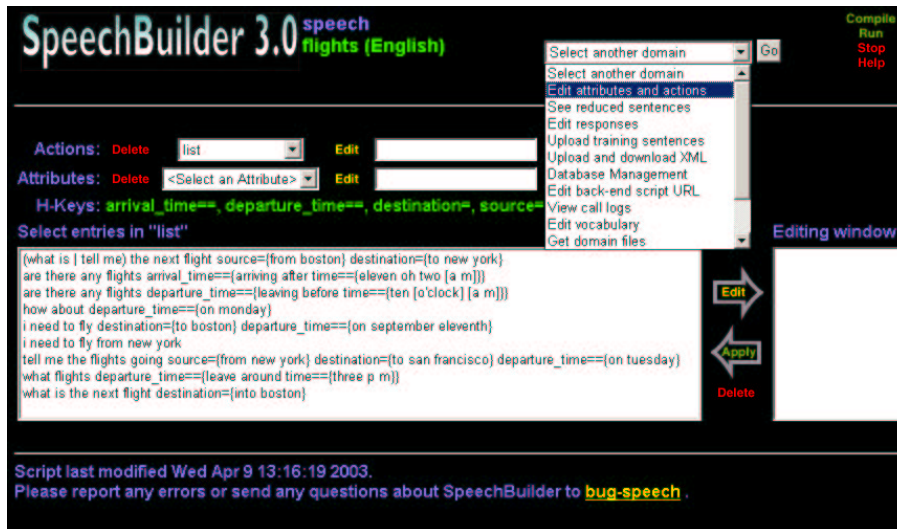 SpeechBuilder 3.0
speech
flights (English)
Compile
Run
Stop
Help
Select another domain
Go
Select another domain
Edit attributes and actions
See reduced sentences
Edit responses
Upload training sentences
Upload and download XML
Database Management
Edit back-end script URL
View call logs
Edit vocabulary
Get domain files
Actions: Delete list Edit
Attributes: Delete <Select an Attribute> Edit
H-Keys: arrival_time==, departure_time==, destination=, source=
Select entries in "list"
Editing window
(what is | tell me) the next flight source={from boston} destination={to new york}
are there any flights arrival_time=={arriving after time=={eleven oh two [a m]}}
are there any flights departure_time=={leaving before time=={ten [o'clock] [a m]}}
how about departure_time=={on monday}
i need to fly destination={to boston} departure_time=={on september eleventh}
i need to fly from new york
tell me the flights going source={from new york} destination={to san francisco} departure_time=={on tuesday}
what flights departure_time=={leave around time=={three p m}}
what is the next flight destination={into boston}
Edit
Apply
Delete
Script last modified Wed Apr 9 13:16:19 2003.
Please report any errors or send any questions about SpeechBuilder to bug-speech .